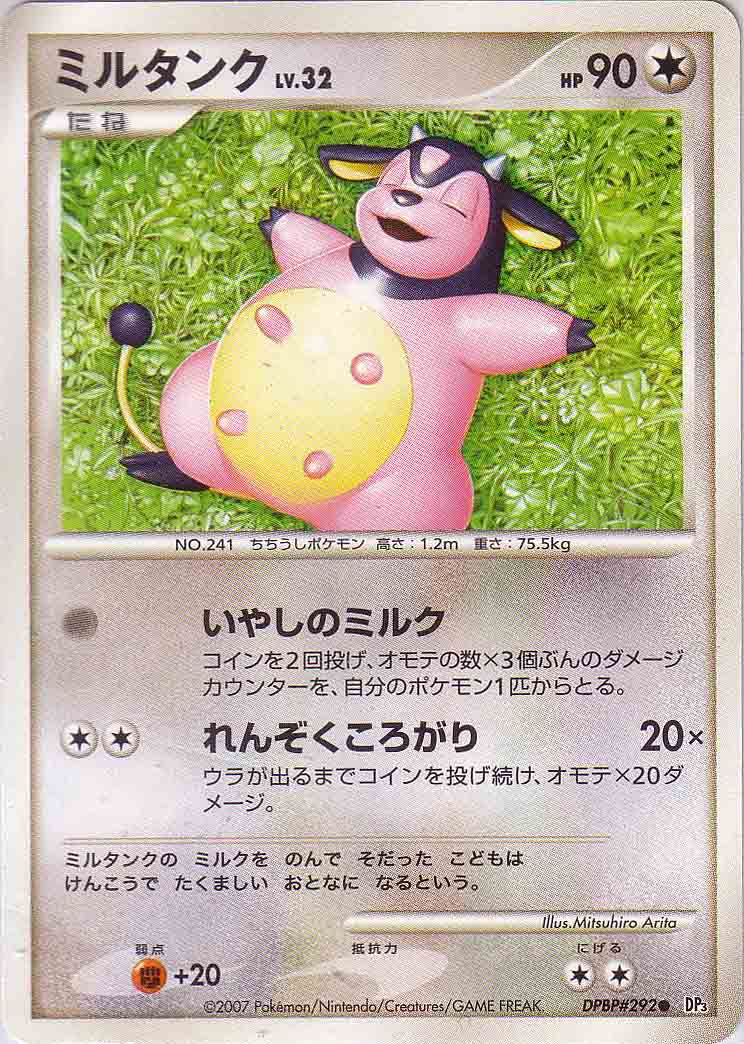 ミルタンク LV.32 HP 90
たね
NO.241 ちちうしポケモン 高さ：1.2m 重さ：75.5kg
いやしのミルク
コインを2回投げ、オモテの数×3個ぶんのダメージ
カウンターを、自分のポケモン1匹からとる。
れんぞくころがり 20×
ウラが出るまでコインを投げ続け、オモテ×20ダ
メージ。
ミルタンクの ミルクを のんで そだった こどもは
けんこうで たくましい おとなに なるという。
Illus.Mitsuhiro Arita
弱点 抵抗力 にげる
+20
©2007 Pokémon/Nintendo/Creatures/GAME FREAK. DPBP#292● DP3